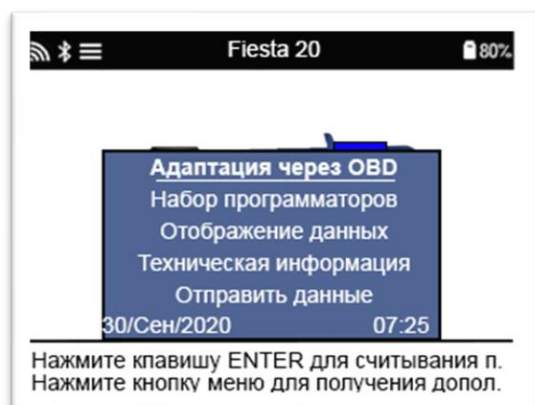 Fiesta 20 80%
Адаптация через OBD
Набор программаторов
Отображение данных
Техническая информация
Отправить данные
30/Сен/2020 07:25
Нажмите клавишу ENTER для считывания п.
Нажмите кнопку меню для получения допол.